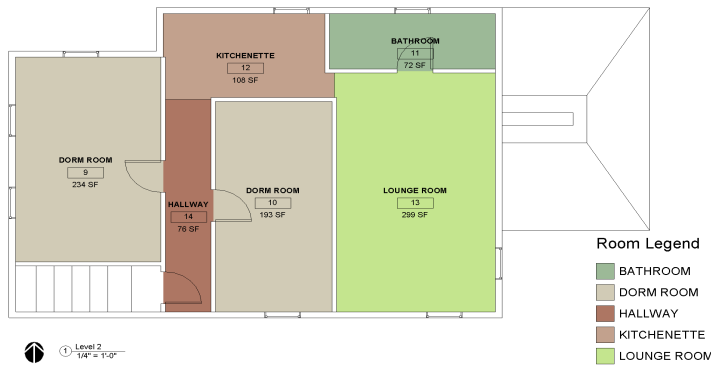 BATHROOM
11
72 SF
KITCHENETTE
12
108 SF
DORM ROOM
9
234 SF
DORM ROOM
10
193 SF
LOUNGE ROOM
13
299 SF
HALLWAY
14
76 SF
Room Legend
BATHROOM
DORM ROOM
HALLWAY
KITCHENETTE
LOUNGE ROOM
1
Level 2
1/4" = 1'-0"